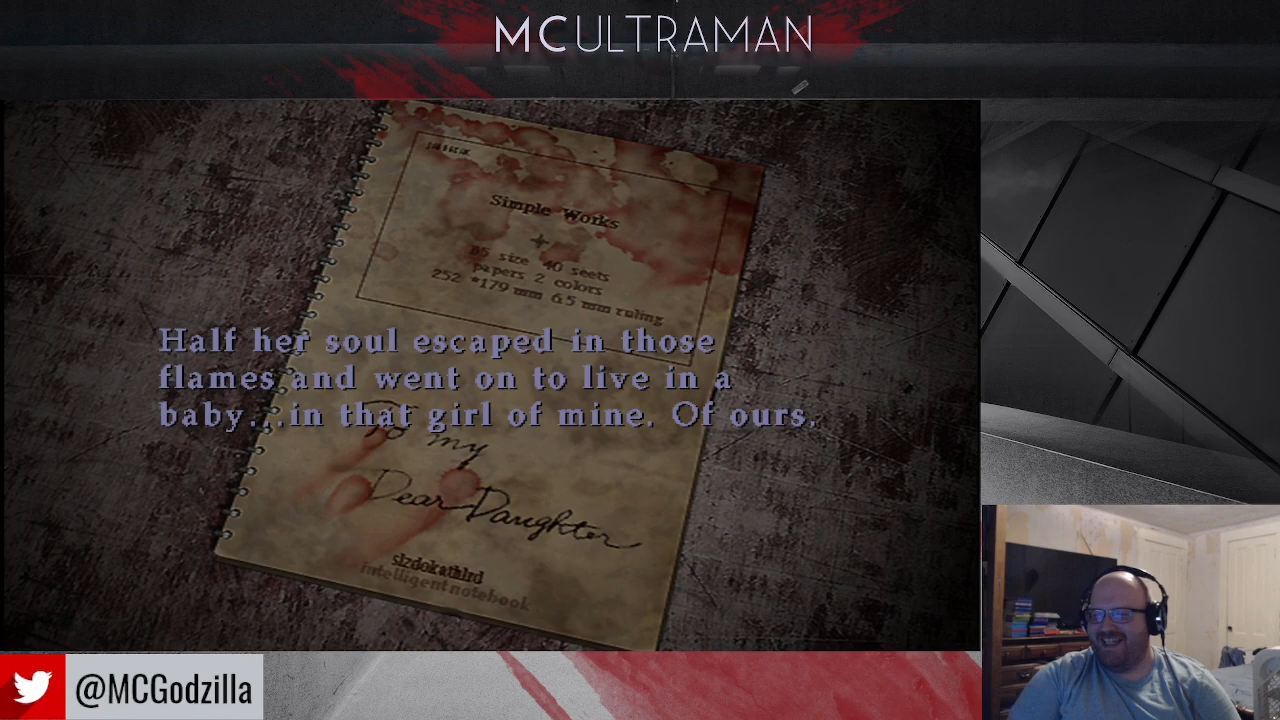 MCULTRAMAN
Simple Works
B5 size 40 seets
papers 2 colors
252 *179 mm 6.5 mm ruling
Half her soul escaped in those
flames and went on to live in a
baby...in that girl of mine. Of ours.
To my
Dear Daughter
intelligent notebook
@MCGodzilla